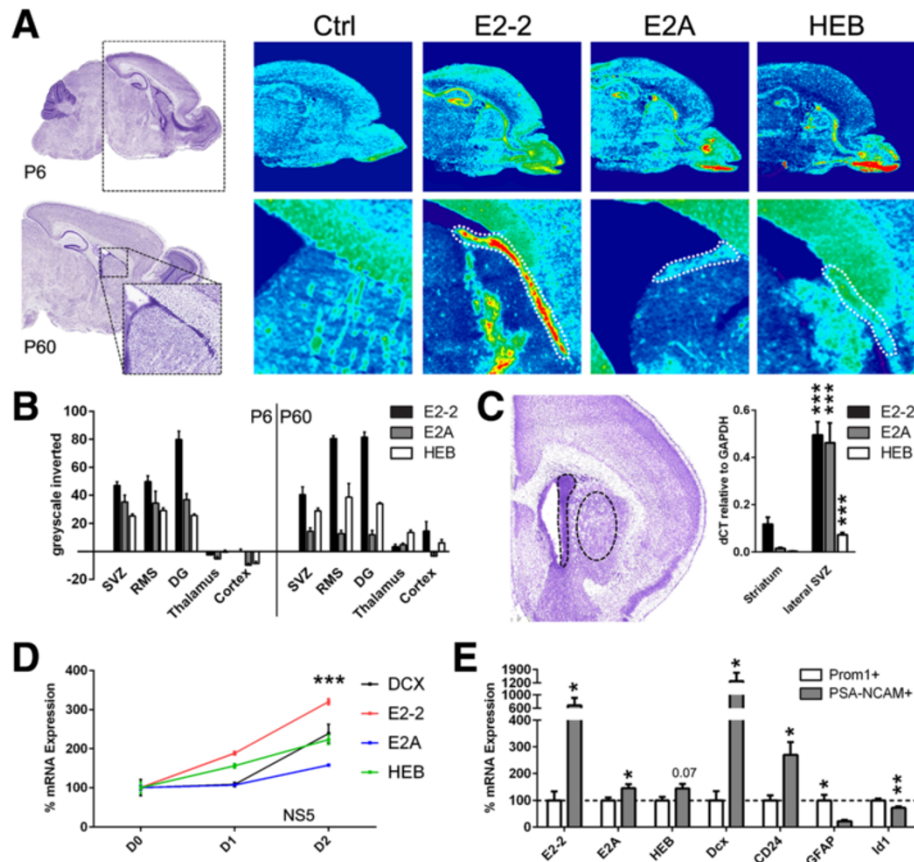 A
Ctrl E2-2 E2A HEB
P6
P60
B
greyscale inverted
100
80
60
40
20
-20
P6 P60
E2-2
E2A
HEB
SVZ RMS DG Thalamus Cortex SVZ RMS DG Thalamus Cortex
C
dCT relative to GAPDH
0.6
0.4
0.2
0.0
*** *** ***
E2-2
E2A
HEB
Striatum lateral SVZ
D
% mRNA Expression
400
300
200
100
0
***
DCX
E2-2
E2A
HEB
NS5
D0 D1 D2
E
% mRNA Expression
1900
1200
1000
600
400
300
200
100
0
* * 0.07 * * * **
Prom1+
PSA-NCAM+
E2-2 E2A HEB Dcx CD24 GFAP Id1